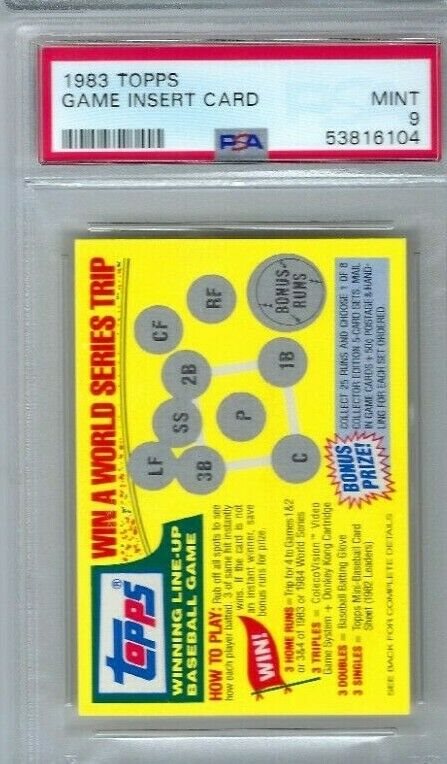 1983 TOPPS
GAME INSERT CARD
MINT
9
PSA
53816104
WIN A WORLD SERIES TRIP
topps®
WINNING LINE-UP
BASEBALL GAME
HOW TO PLAY: Rub off all spots to see
how each player batted. 3 of same hit instantly
wins. If the card is not
an instant winner, save
bonus runs for prize.
WIN!
3 HOME RUNS = Trip for 4 to Games 1&2
or 3&4 of 1983 or 1984 World Series
3 TRIPLES = ColecoVision™ Video
Game System + Donkey Kong Cartridge
3 DOUBLES = Baseball Batting Glove
3 SINGLES = Topps Mini-Baseball Card
Sheet (1982 Leaders)
SEE BACK FOR COMPLETE DETAILS
LF
CF
RF
SS
2B
3B
P
1B
C
BONUS
RUNS
BONUS
PRIZE!
COLLECT 25 RUNS AND CHOOSE 1 OF 8
COLLECTOR EDITION 5-CARD SETS. MAIL
IN GAME CARDS + 50¢ POSTAGE & HAND-
LING FOR EACH SET ORDERED